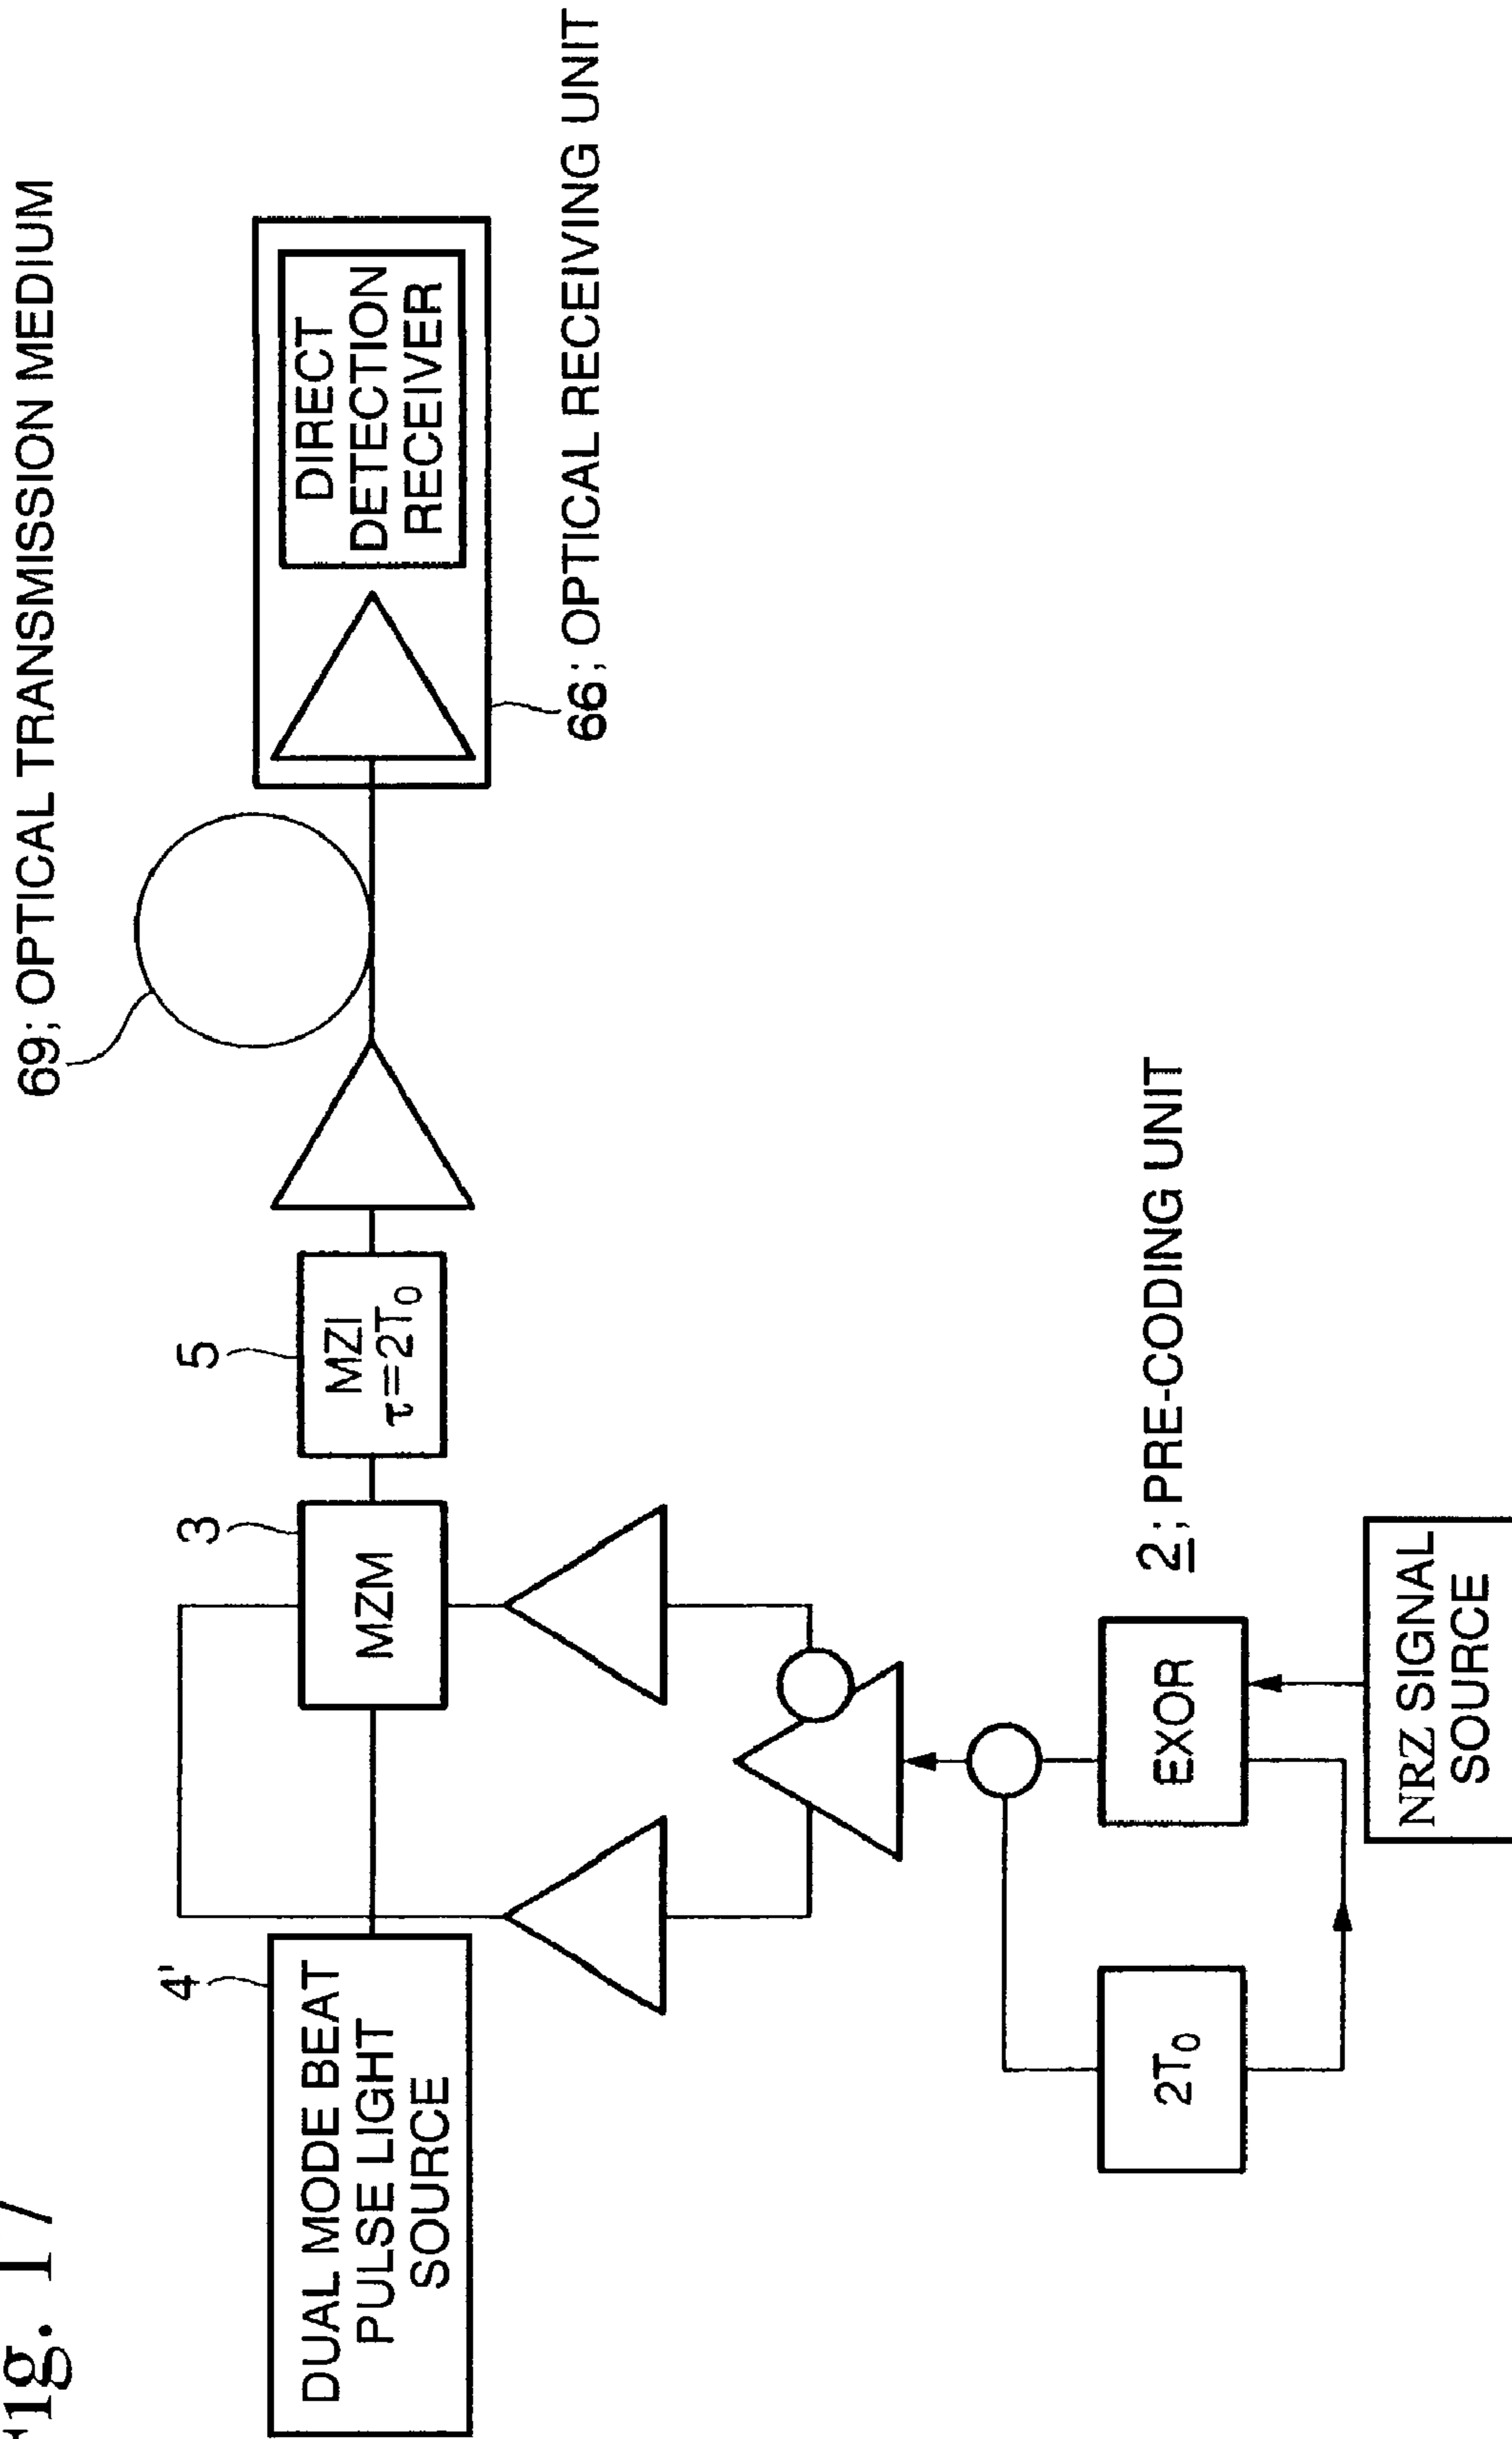 Fig. 17
69; OPTICAL TRANSMISSION MEDIUM
4'
DUAL MODE BEAT
PULSE LIGHT
SOURCE
3
MZM
5
MZI
τ=2T₀
DIRECT
DETECTION
RECEIVER
66; OPTICAL RECEIVING UNIT
2; PRE-CODING UNIT
2T₀
EXOR
NRZ SIGNAL
SOURCE